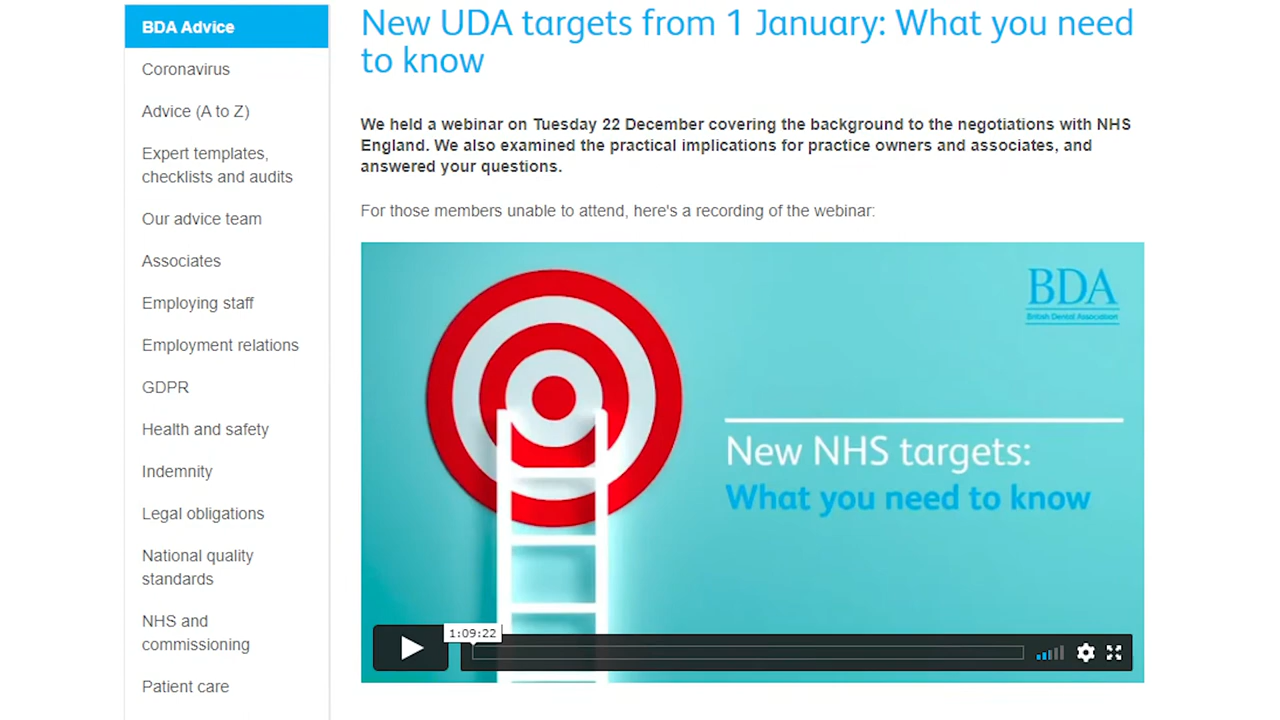 BDA Advice
Coronavirus
Advice (A to Z)
Expert templates,
checklists and audits
Our advice team
Associates
Employing staff
Employment relations
GDPR
Health and safety
Indemnity
Legal obligations
National quality
standards
NHS and
commissioning
Patient care
New UDA targets from 1 January: What you need
to know
We held a webinar on Tuesday 22 December covering the background to the negotiations with NHS
England. We also examined the practical implications for practice owners and associates, and
answered your questions.
For those members unable to attend, here's a recording of the webinar:
BDA
British Dental Association
New NHS targets:
What you need to know
1:09:22